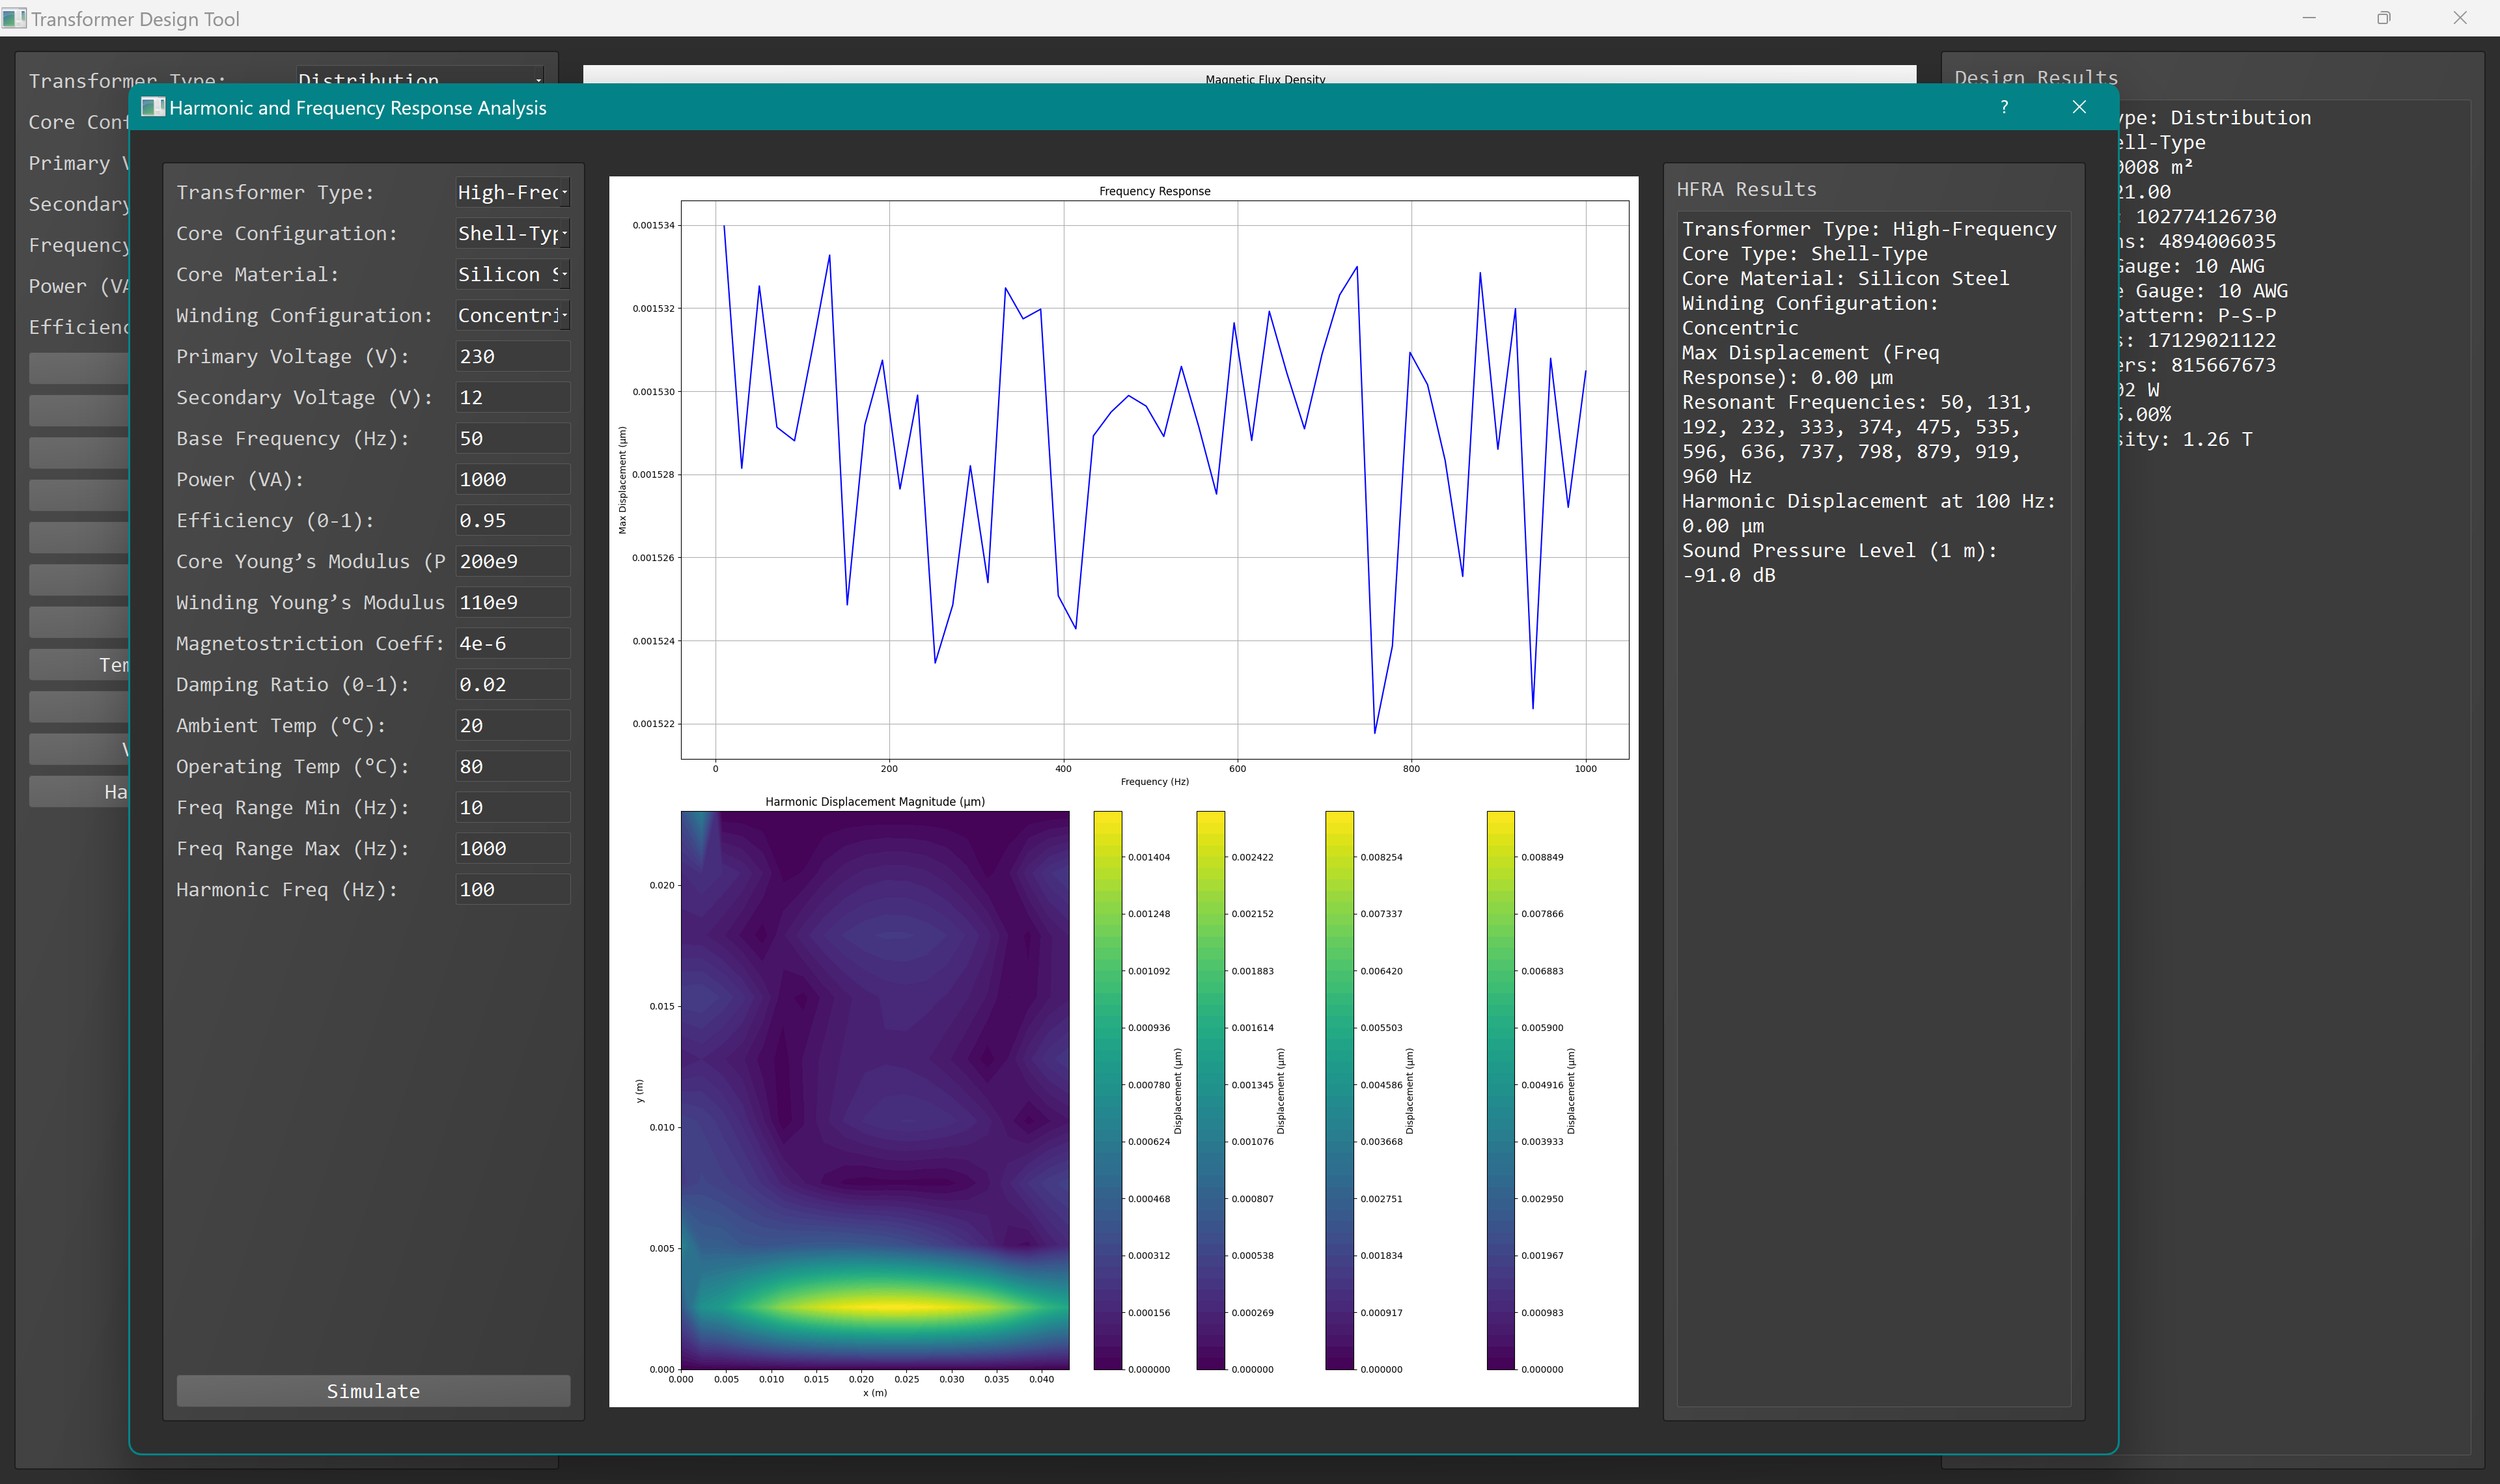 Transformer Design Tool
Transformer Type:
Distribution
Core Conf
Primary V
Secondary
Frequency
Power (VA
Efficienc
Ter
V
Ha
Magnetic Flux Density
Design Results
ype: Distribution
ell-Type
0008 m²
21.00
: 102774126730
ns: 4894006035
Gauge: 10 AWG
e Gauge: 10 AWG
Pattern: P-S-P
s: 17129021122
ers: 815667673
02 W
5.00%
sity: 1.26 T
Harmonic and Frequency Response Analysis
?
Transformer Type: High-Freq
Core Configuration: Shell-Typ
Core Material: Silicon S
Winding Configuration: Concentri
Primary Voltage (V): 230
Secondary Voltage (V): 12
Base Frequency (Hz): 50
Power (VA): 1000
Efficiency (0-1): 0.95
Core Young’s Modulus (P 200e9
Winding Young’s Modulus 110e9
Magnetostriction Coeff: 4e-6
Damping Ratio (0-1): 0.02
Ambient Temp (°C): 20
Operating Temp (°C): 80
Freq Range Min (Hz): 10
Freq Range Max (Hz): 1000
Harmonic Freq (Hz): 100
Simulate
Frequency Response
Max Displacement (µm)
0.001534
0.001532
0.001530
0.001528
0.001526
0.001524
0.001522
0 200 400 600 800 1000
Frequency (Hz)
Harmonic Displacement Magnitude (µm)
y (m)
0.020
0.015
0.010
0.005
0.000
0.000 0.005 0.010 0.015 0.020 0.025 0.030 0.035 0.040
x (m)
0.001404
0.001248
0.001092
0.000936
0.000780
0.000624
0.000468
0.000312
0.000156
0.000000
Displacement (µm)
0.002422
0.002152
0.001883
0.001614
0.001345
0.001076
0.000807
0.000538
0.000269
0.000000
Displacement (µm)
0.008254
0.007337
0.006420
0.005503
0.004586
0.003668
0.002751
0.001834
0.000917
0.000000
Displacement (µm)
0.008849
0.007866
0.006883
0.005900
0.004916
0.003933
0.002950
0.001967
0.000983
0.000000
Displacement (µm)
HFRA Results
Transformer Type: High-Frequency
Core Type: Shell-Type
Core Material: Silicon Steel
Winding Configuration:
Concentric
Max Displacement (Freq
Response): 0.00 µm
Resonant Frequencies: 50, 131,
192, 232, 333, 374, 475, 535,
596, 636, 737, 798, 879, 919,
960 Hz
Harmonic Displacement at 100 Hz:
0.00 µm
Sound Pressure Level (1 m):
-91.0 dB